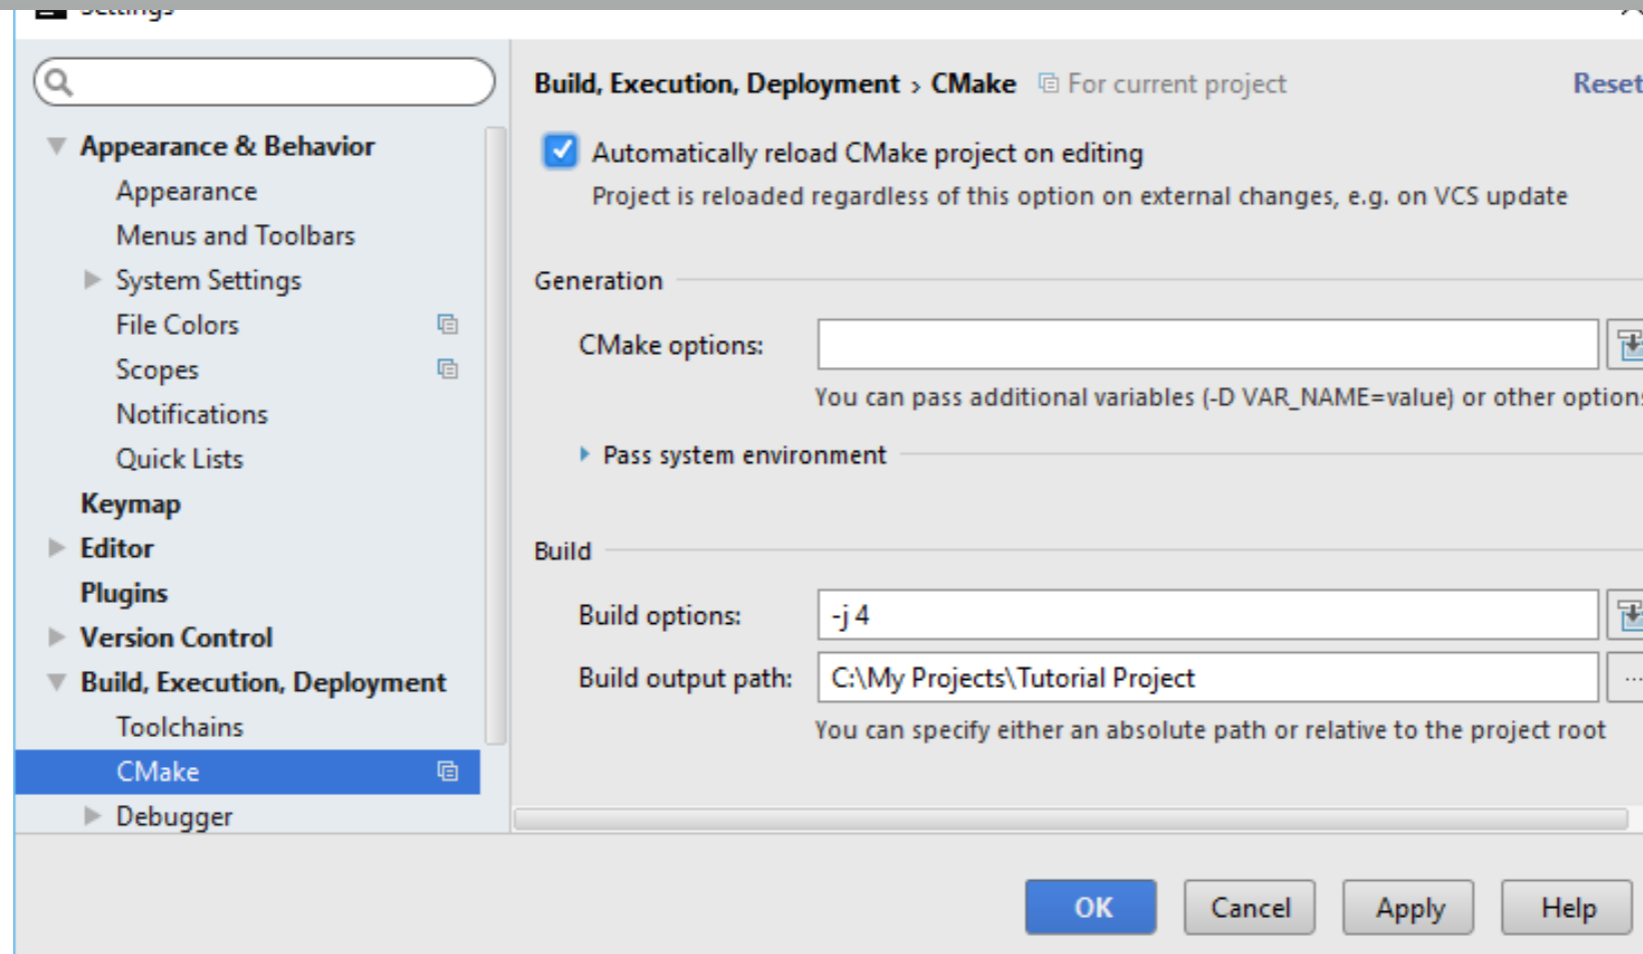 Settings
Build, Execution, Deployment › CMake For current project Reset
Appearance & Behavior
Appearance
Menus and Toolbars
System Settings
File Colors
Scopes
Notifications
Quick Lists
Keymap
Editor
Plugins
Version Control
Build, Execution, Deployment
Toolchains
CMake
Debugger
Automatically reload CMake project on editing
Project is reloaded regardless of this option on external changes, e.g. on VCS update
Generation
CMake options:
You can pass additional variables (-D VAR_NAME=value) or other options
Pass system environment
Build
Build options: -j 4
Build output path: C:\My Projects\Tutorial Project ...
You can specify either an absolute path or relative to the project root
OK Cancel Apply Help